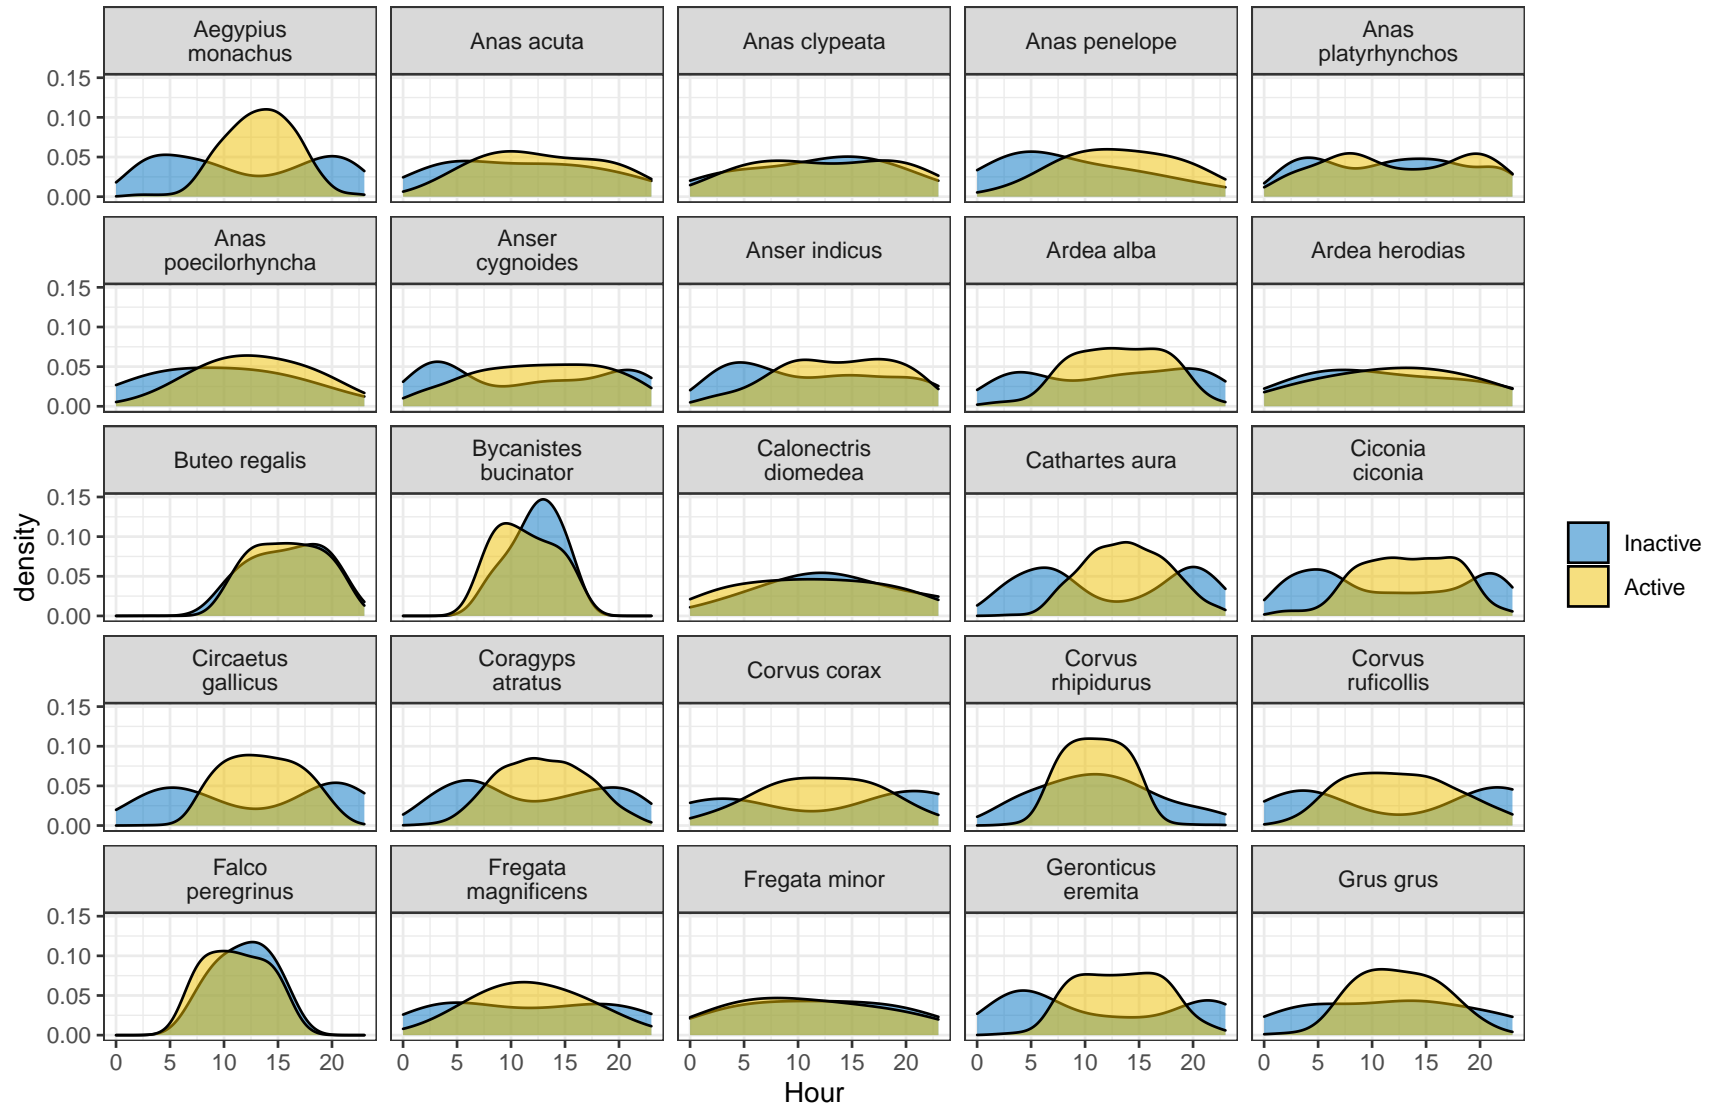 Aegypius
monachus
Anas acuta
Anas clypeata
Anas penelope
Anas
platyrhynchos
0.15
0.10
0.05
0.00
Anas
poecilorhyncha
Anser
cygnoides
Anser indicus
Ardea alba
Ardea herodias
0.15
0.10
0.05
0.00
Buteo regalis
Bycanistes
bucinator
Calonectris
diomedea
Cathartes aura
Ciconia
ciconia
0.15
0.10
0.05
0.00
density
Inactive
Active
Circaetus
gallicus
Coragyps
atratus
Corvus corax
Corvus
rhipidurus
Corvus
ruficollis
0.15
0.10
0.05
0.00
Falco
peregrinus
Fregata
magnificens
Fregata minor
Geronticus
eremita
Grus grus
0.15
0.10
0.05
0.00
0 5 10 15 20 0 5 10 15 20 0 5 10 15 20 0 5 10 15 20 0 5 10 15 20
Hour